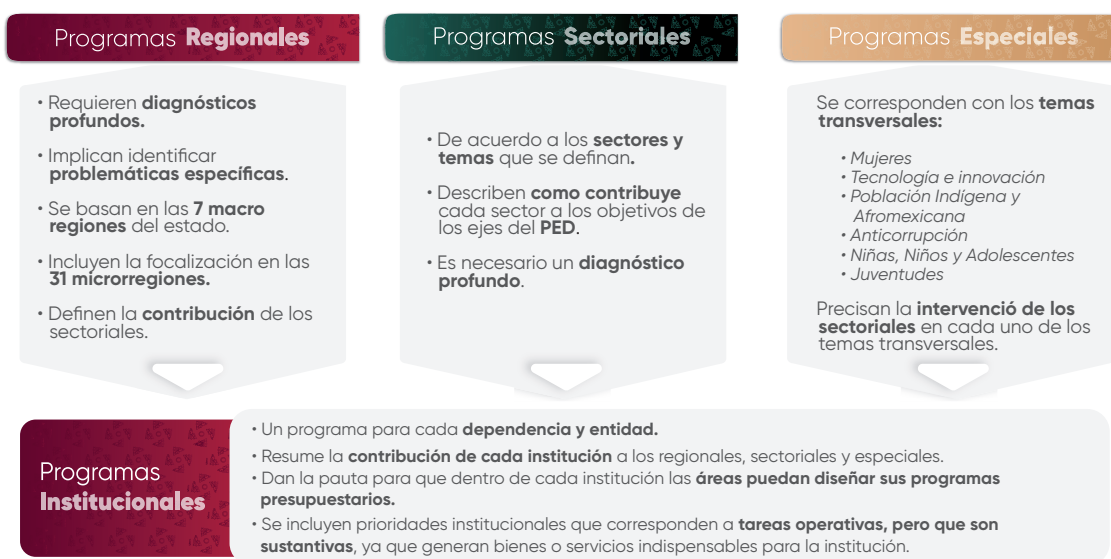 Programas Regionales
• Requieren diagnósticos
profundos.
• Implican identificar
problemáticas específicas.
• Se basan en las 7 macro
regiones del estado.
• Incluyen la focalización en las
31 microrregiones.
• Definen la contribución de los
sectoriales.
Programas Sectoriales
• De acuerdo a los sectores y
temas que se definan.
• Describen como contribuye
cada sector a los objetivos de
los ejes del PED.
• Es necesario un diagnóstico
profundo.
Programas Especiales
Se corresponden con los temas
transversales:
• Mujeres
• Tecnología e innovación
• Población Indígena y
Afromexicana
• Anticorrupción
• Niñas, Niños y Adolescentes
• Juventudes
Precisan la intervenció de los
sectoriales en cada uno de los
temas transversales.
Programas
Institucionales
• Un programa para cada dependencia y entidad.
• Resume la contribución de cada institución a los regionales, sectoriales y especiales.
• Dan la pauta para que dentro de cada institución las áreas puedan diseñar sus programas
presupuestarios.
• Se incluyen prioridades institucionales que corresponden a tareas operativas, pero que son
sustantivas, ya que generan bienes o servicios indispensables para la institución.